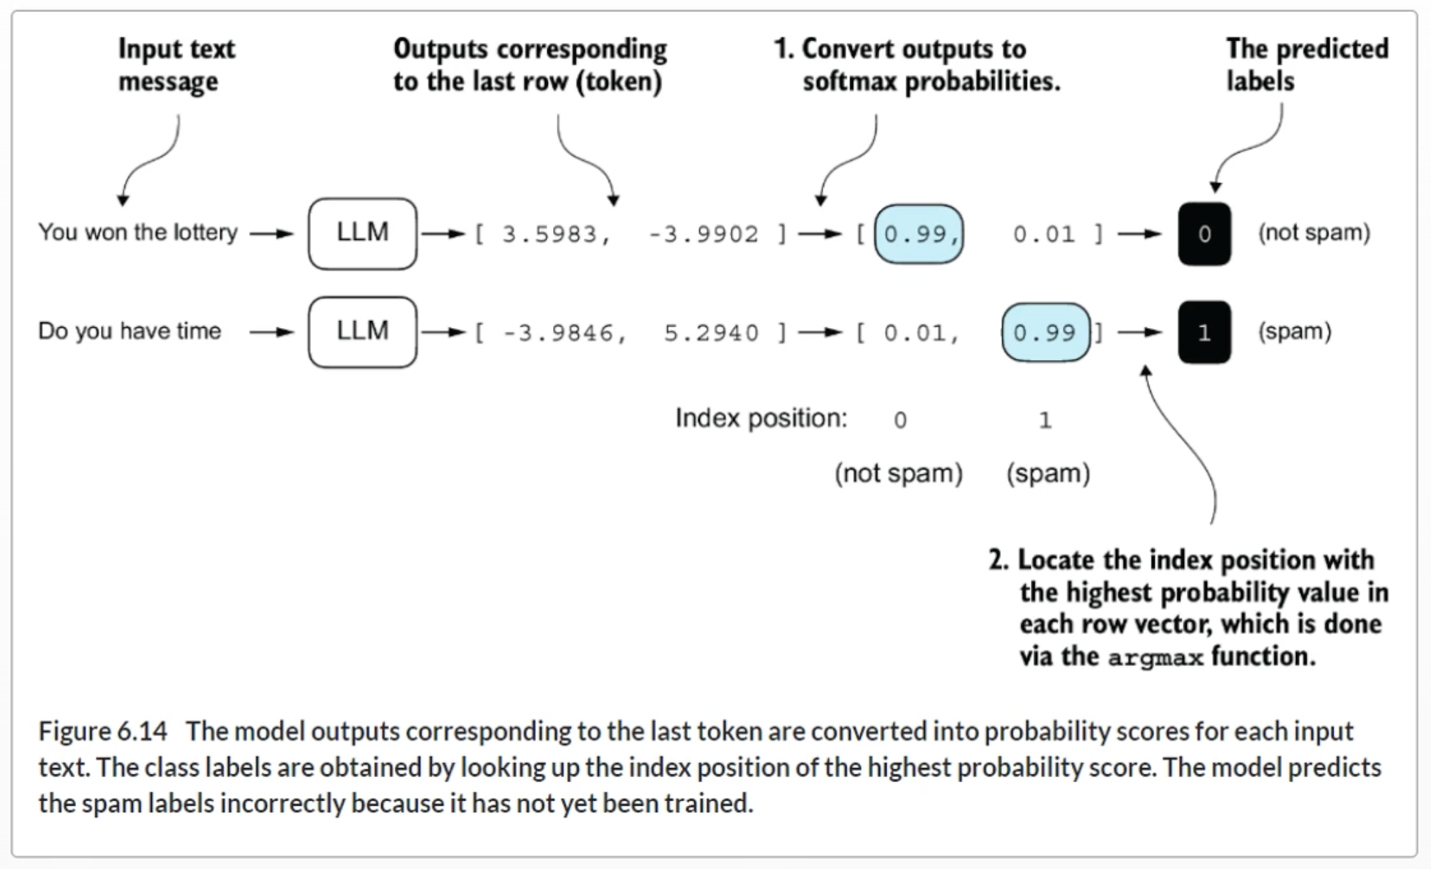 Input text
message
Outputs corresponding
to the last row (token)
1. Convert outputs to
softmax probabilities.
The predicted
labels
You won the lottery LLM [ 3.5983, -3.9902 ] [ 0.99, 0.01 ] 0 (not spam)
Do you have time LLM [ -3.9846, 5.2940 ] [ 0.01, 0.99 ] 1 (spam)
Index position: 0 1
(not spam) (spam)
2. Locate the index position with
the highest probability value in
each row vector, which is done
via the argmax function.
Figure 6.14 The model outputs corresponding to the last token are converted into probability scores for each input
text. The class labels are obtained by looking up the index position of the highest probability score. The model predicts
the spam labels incorrectly because it has not yet been trained.